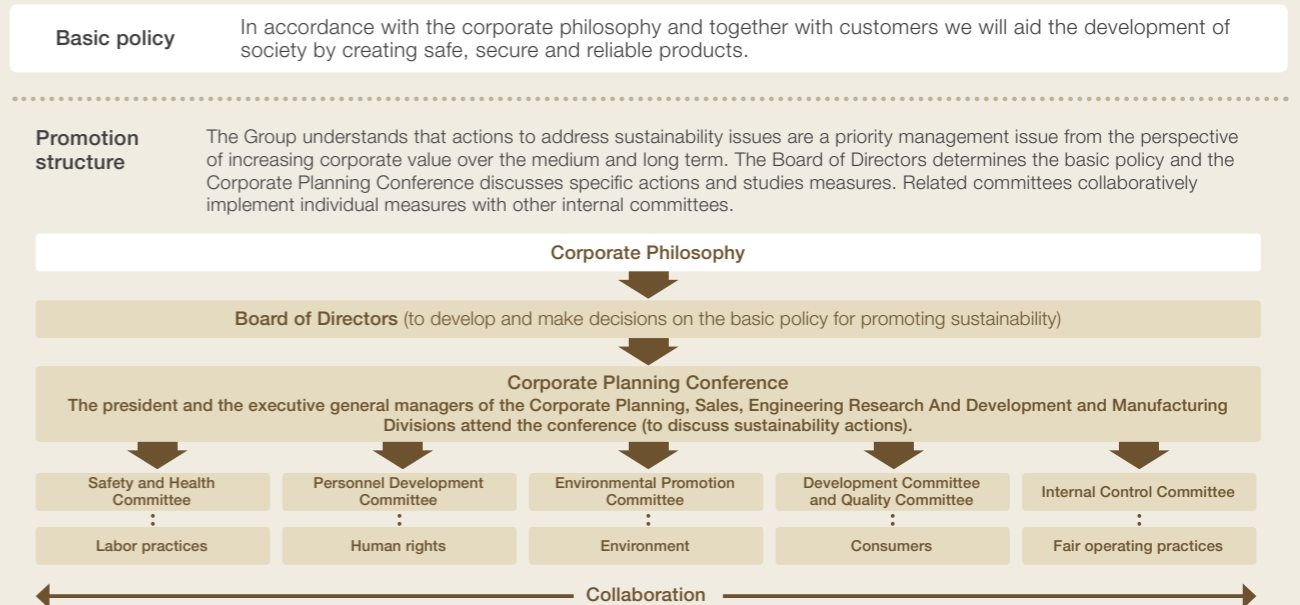 Basic policy
In accordance with the corporate philosophy and together with customers we will aid the development of
society by creating safe, secure and reliable products.
Promotion
structure
The Group understands that actions to address sustainability issues are a priority management issue from the perspective
of increasing corporate value over the medium and long term. The Board of Directors determines the basic policy and the
Corporate Planning Conference discusses specific actions and studies measures. Related committees collaboratively
implement individual measures with other internal committees.
Corporate Philosophy
Board of Directors (to develop and make decisions on the basic policy for promoting sustainability)
Corporate Planning Conference
The president and the executive general managers of the Corporate Planning, Sales, Engineering Research And Development and Manufacturing
Divisions attend the conference (to discuss sustainability actions).
Safety and Health
Committee
Personnel Development
Committee
Environmental Promotion
Committee
Development Committee
and Quality Committee
Internal Control Committee
Labor practices
Human rights
Environment
Consumers
Fair operating practices
Collaboration